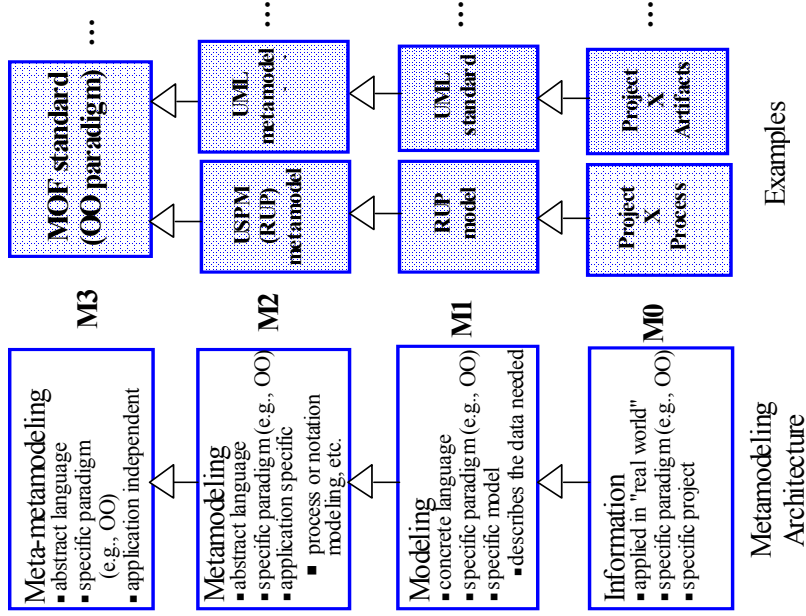 Meta-metamodeling
▪ abstract language
▪ specific paradigm
(e.g., OO)
▪ application independent
M3
MOF standard
(OO paradigm)
...
Metamodeling
▪ abstract language
▪ specific paradigm (e.g., OO)
▪ application specific
▪ process or notation
modeling, etc.
M2
USPM
(RUP)
metamodel
UML
metamodel
...
Modeling
▪ concrete language
▪ specific paradigm (e.g., OO)
▪ specific model
▪ describes the data needed
M1
RUP
model
UML
standard
...
Information
▪ applied in "real world"
▪ specific paradigm (e.g., OO)
▪ specific project
M0
Project
X
Process
Project
X
Artifacts
...
Metamodeling
Architecture
Examples